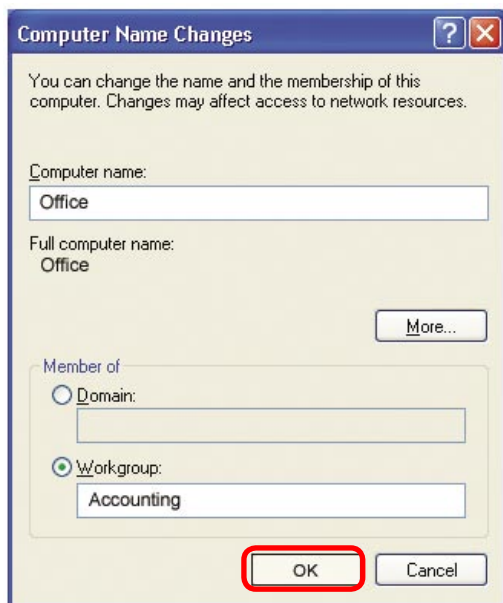 Computer Name Changes
You can change the name and the membership of this
computer. Changes may affect access to network resources.
Computer name:
Office
Full computer name:
Office
More...
Member of
Domain:
Workgroup:
Accounting
OK
Cancel